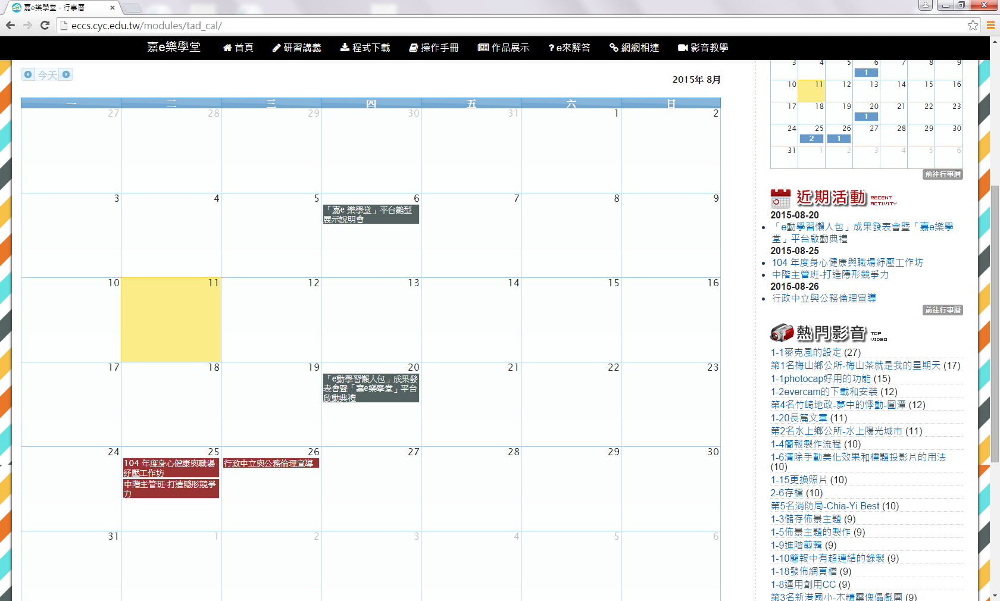 嘉e樂學堂 - 行事曆
eccs.cyc.edu.tw/modules/tad_cal/
嘉e樂學堂 首頁 研習講義 程式下載 操作手冊 作品展示 ? e來解答 網網相連 影音教學
今天
2015年 8月
一 二 三 四 五 六 日
27 28 29 30 31 1 2
3 4 5 6 7 8 9
「嘉e 樂學堂」平台雛型
展示說明會
10 11 12 13 14 15 16
17 18 19 20 21 22 23
「e動學習懶人包」成果發
表會暨「嘉e樂學堂」平台
啟動典禮
24 25 26 27 28 29 30
104 年度身心健康與職場
紓壓工作坊
中階主管班-打造隱形競爭
力
行政中立與公務倫理宣導
31 1 2 3 4 5 6
3 4 5 6 7 8 9
1
10 11 12 13 14 15 16
17 18 19 20 21 22 23
1
24 25 26 27 28 29 30
2 1
31 1 2 3 4 5 6
前往行事曆
近期活動 RECENT
ACTIVITY
2015-08-20
「e動學習懶人包」成果發表會暨「嘉e樂學
堂」平台啟動典禮
2015-08-25
104 年度身心健康與職場紓壓工作坊
中階主管班-打造隱形競爭力
2015-08-26
行政中立與公務倫理宣導
前往行事曆
熱門影音 TOP
VIDEO
1-1麥克風的設定 (27)
第1名梅山鄉公所-梅山茶就是我的星期天 (17)
1-1photocap好用的功能 (15)
1-2evercam的下載和安裝 (12)
第4名竹崎地政-夢中的悸動-圓潭 (12)
1-20長篇文章 (11)
第2名水上鄉公所-水上陽光城市 (11)
1-4簡報製作流程 (10)
1-6清除手動美化效果和標題投影片的用法
(10)
1-15更換照片 (10)
2-6存檔 (10)
第5名消防局-Chia-Yi Best (10)
1-3儲存佈景主題 (9)
1-5佈景主題的製作 (9)
1-9進階剪輯 (9)
1-10簡報中有超連結的錄製 (9)
1-18發佈網頁檔 (9)
1-8運用創用CC (9)
第3名新港國小-木精靈傀儡戲團 (9)